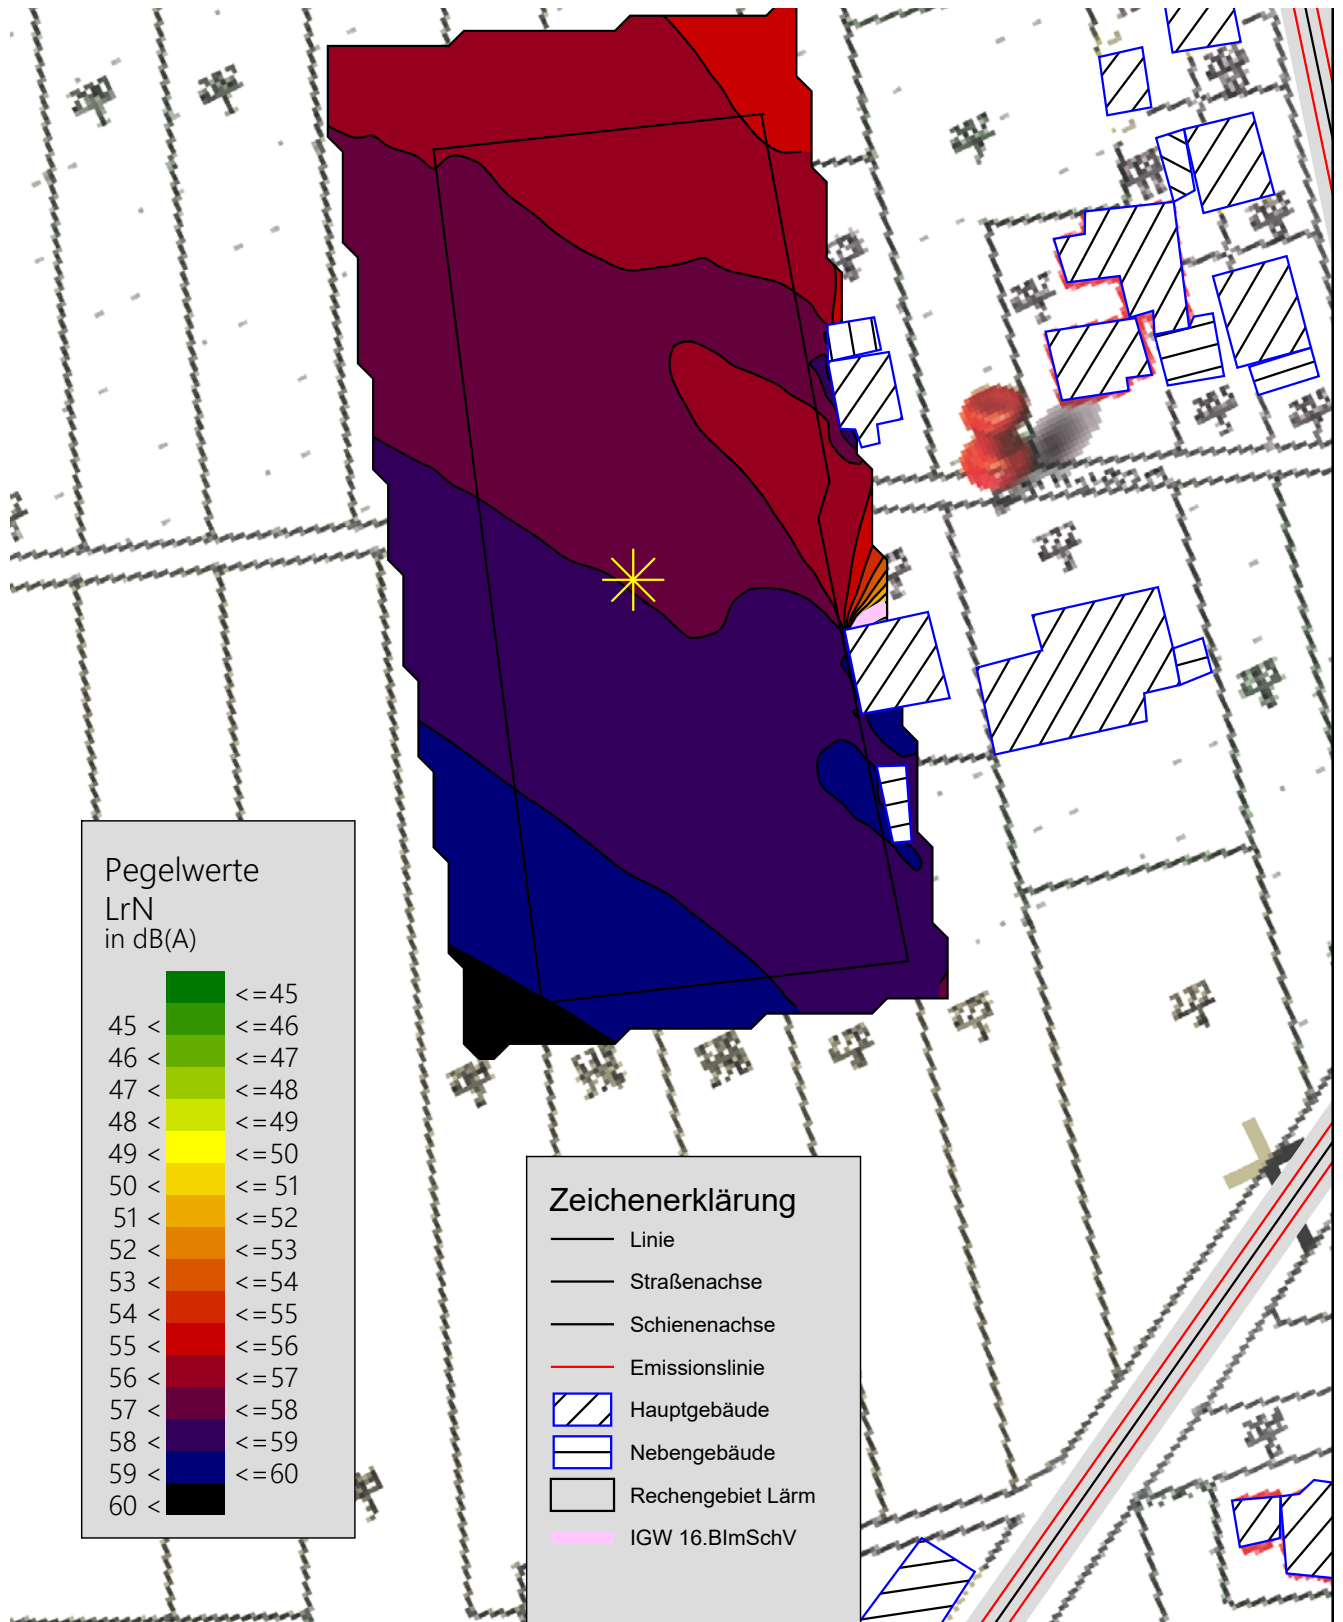 Pegelwerte
LrN
in dB(A)
<=45
45 < <=46
46 < <=47
47 < <=48
48 < <=49
49 < <=50
50 < <= 51
51 < <=52
52 < <=53
53 < <=54
54 < <=55
55 < <=56
56 < <=57
57 < <=58
58 < <=59
59 < <=60
60 <
Zeichenerklärung
Linie
Straßenachse
Schienenachse
Emissionslinie
Hauptgebäude
Nebengebäude
Rechengebiet Lärm
IGW 16.BImSchV